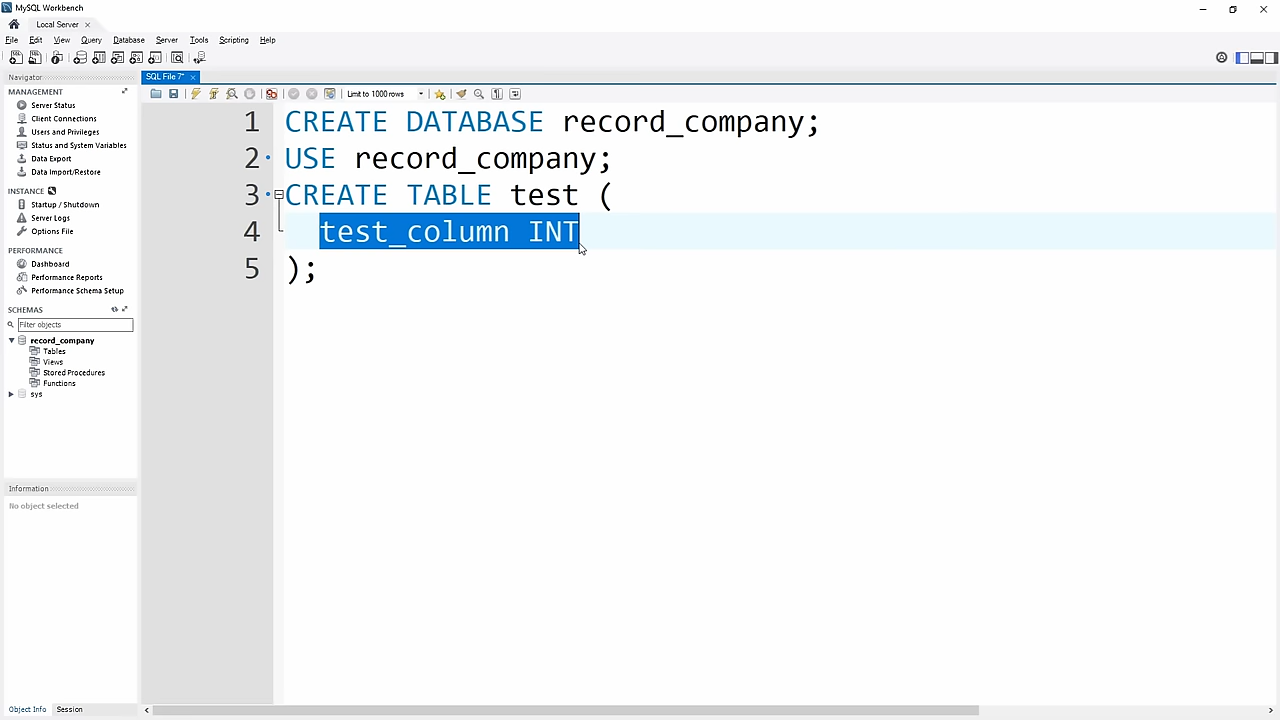 MySQL Workbench
Local Server
File Edit View Query Database Server Tools Scripting Help
Navigator
SQL File 7*
MANAGEMENT
Server Status
Client Connections
Users and Privileges
Status and System Variables
Data Export
Data Import/Restore
INSTANCE
Startup / Shutdown
Server Logs
Options File
PERFORMANCE
Dashboard
Performance Reports
Performance Schema Setup
SCHEMAS
Filter objects
record_company
Tables
Views
Stored Procedures
Functions
sys
Information
No object selected
Object Info Session
Limit to 1000 rows
1 CREATE DATABASE record_company;
2 USE record_company;
3 CREATE TABLE test (
4 test_column INT
5 );